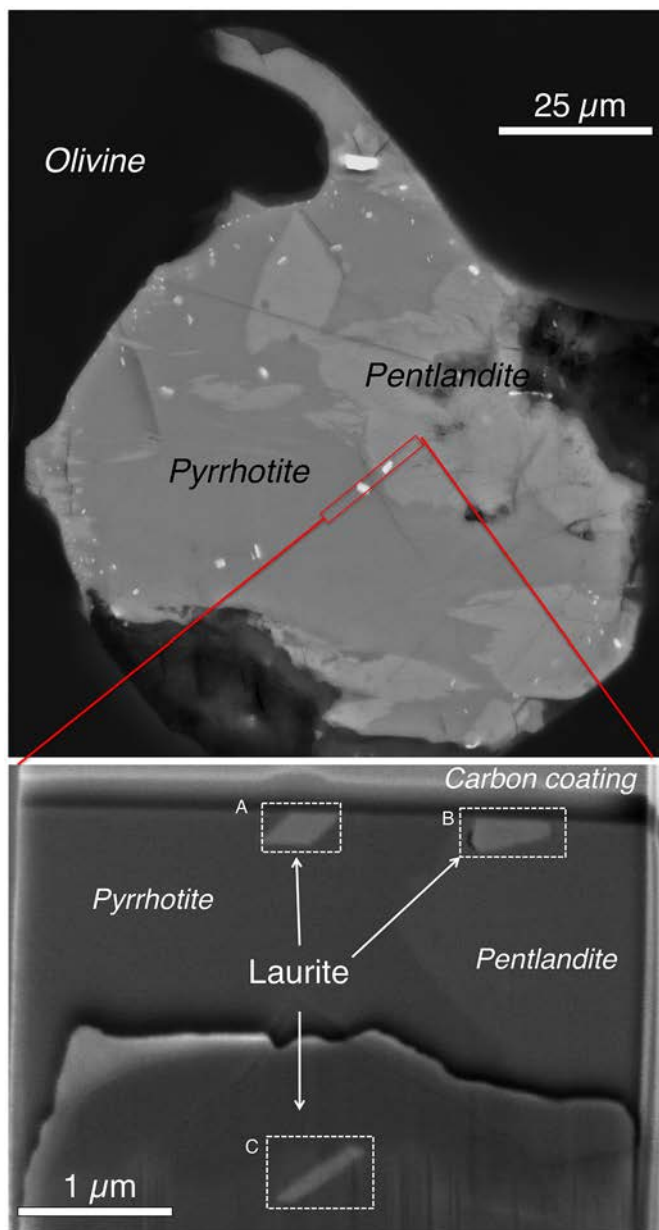 25 µm
Olivine
Pentlandite
Pyrrhotite
Carbon coating
A
B
Pyrrhotite
Laurite
Pentlandite
C
1 µm